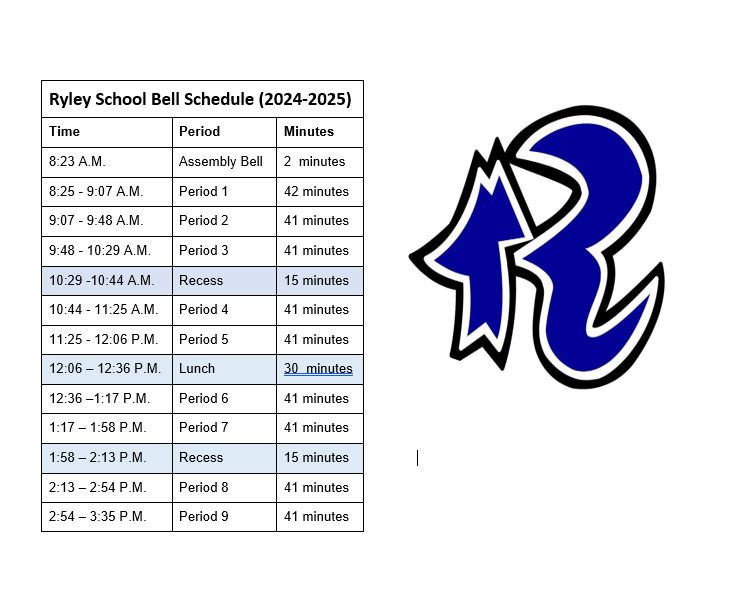 Ryley School Bell Schedule (2024-2025)
Time Period Minutes
8:23 A.M. Assembly Bell 2  minutes
8:25 - 9:07 A.M. Period 1 42 minutes
9:07 - 9:48 A.M. Period 2 41 minutes
9:48 - 10:29 A.M. Period 3 41 minutes
10:29 -10:44 A.M. Recess 15 minutes
10:44 - 11:25 A.M. Period 4 41 minutes
11:25 - 12:06 P.M. Period 5 41 minutes
12:06 – 12:36 P.M. Lunch 30  minutes
12:36 –1:17 P.M. Period 6 41 minutes
1:17 – 1:58 P.M. Period 7 41 minutes
1:58 – 2:13 P.M. Recess 15 minutes
2:13 – 2:54 P.M. Period 8 41 minutes
2:54 – 3:35 P.M. Period 9 41 minutes
R